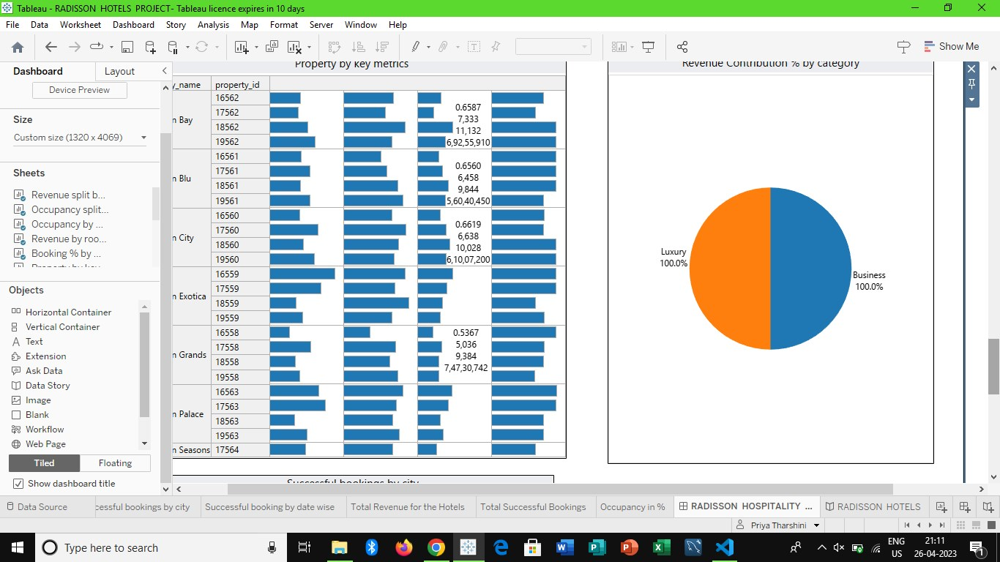 Tableau - RADISSON HOTELS PROJECT- Tableau licence expires in 10 days
File Data Worksheet Dashboard Story Analysis Map Format Server Window Help
Show Me
Dashboard Layout
Device Preview
Size
Custom size (1320 x 4069)
Sheets
Revenue split b...
Occupancy split...
Occupancy by ...
Revenue by roo...
Booking % by ...
Objects
Horizontal Container
Vertical Container
Text
Extension
Ask Data
Data Story
Image
Blank
Workflow
Web Page
Tiled Floating
Show dashboard title
Property by key metrics
y_name property_id
n Bay
16562
17562
18562
19562
0.6587
7,333
11,132
6,92,55,910
n Blu
16561
17561
18561
19561
0.6560
6,458
9,844
5,60,40,450
n City
16560
17560
18560
19560
0.6619
6,638
10,028
6,10,07,200
n Exotica
16559
17559
18559
19559
n Grands
16558
17558
18558
19558
0.5367
5,036
9,384
7,47,30,742
n Palace
16563
17563
18563
19563
n Seasons 17564
Revenue Contribution % by category
Luxury
100.0%
Business
100.0%
Successful bookings by city
Data Source cessful bookings by city Successful booking by date wise Total Revenue for the Hotels Total Successful Bookings Occupancy in % RADISSON HOSPITALITY ... RADISSON HOTELS
Priya Tharshini
Type here to search
ENG
US
21:11
26-04-2023
1